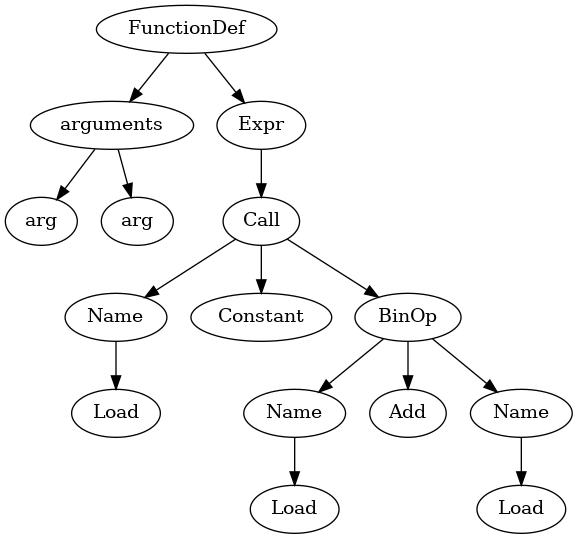 FunctionDef
arguments
Expr
arg
arg
Call
Name
Constant
BinOp
Load
Name
Add
Name
Load
Load